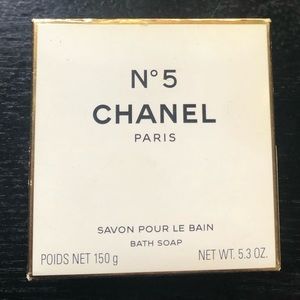 N°5
CHANEL
PARIS
SAVON POUR LE BAIN
BATH SOAP
POIDS NET 150 g NET WT. 5.3 OZ.